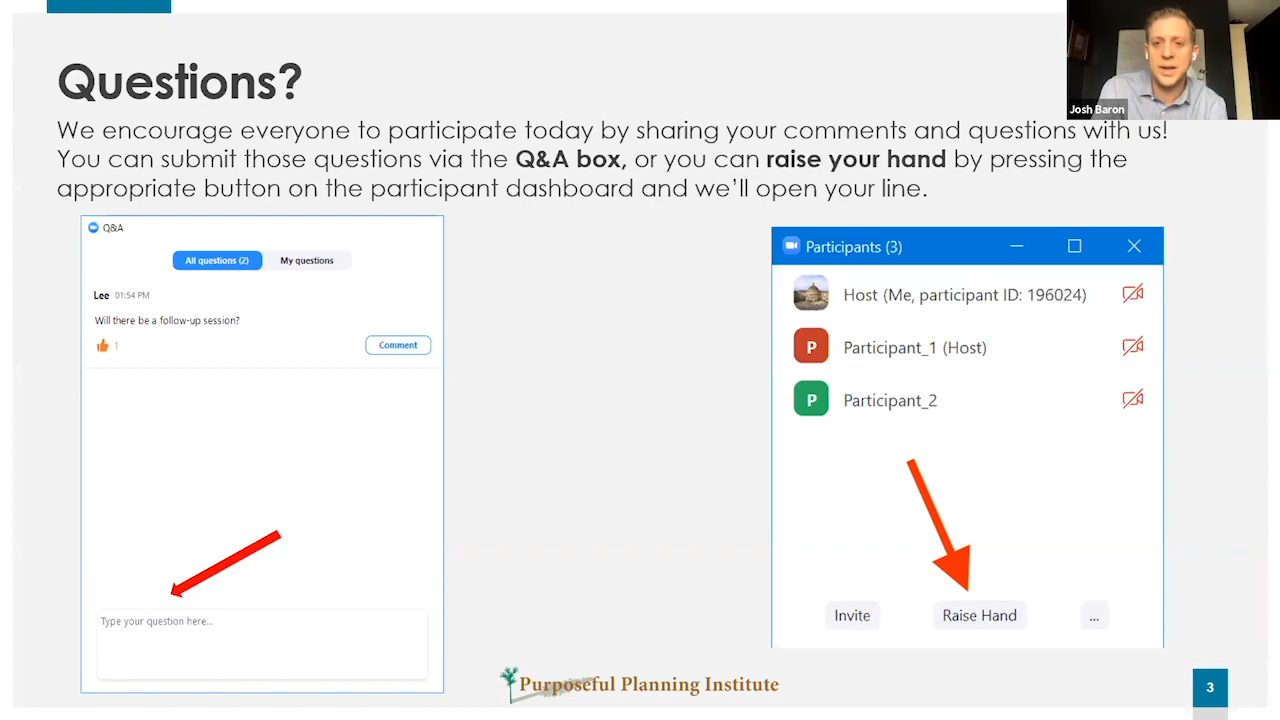 Questions?
Josh Baron
We encourage everyone to participate today by sharing your comments and questions with us!
You can submit those questions via the Q&A box, or you can raise your hand by pressing the
appropriate button on the participant dashboard and we'll open your line.
Q&A
All questions (2) My questions
Lee 01:54 PM
Will there be a follow-up session?
1
Comment
Type your question here...
Participants (3)
Host (Me, participant ID: 196024)
P Participant_1 (Host)
P Participant_2
Invite Raise Hand ...
Purposeful Planning Institute
3